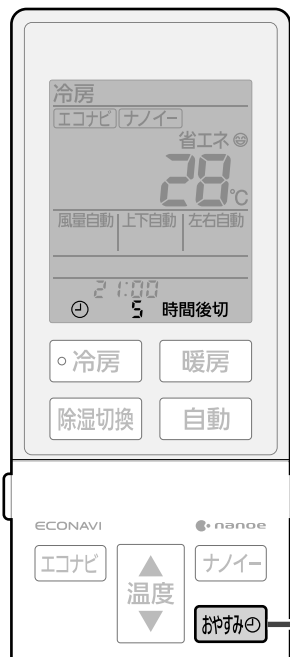 冷房
エコナビ ナノイー
省エネ
28℃
風量自動 上下自動 左右自動
21:00
5 時間後切
冷房 暖房
除湿切換 自動
ECONAVI nanoe
エコナビ ナノイー
温度
おやすみ